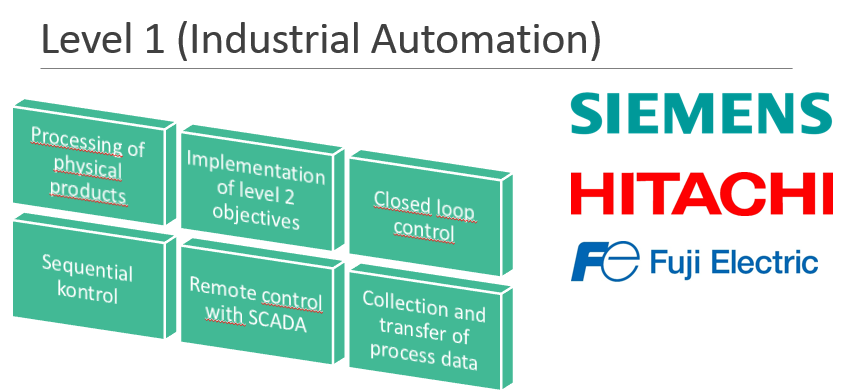 Level 1 (Industrial Automation)
Processing of
physical
products
Implementation
of level 2
objectives
Closed loop
control
Sequential
kontrol
Remote control
with SCADA
Collection and
transfer of
process data
SIEMENS
HITACHI
Fe Fuji Electric